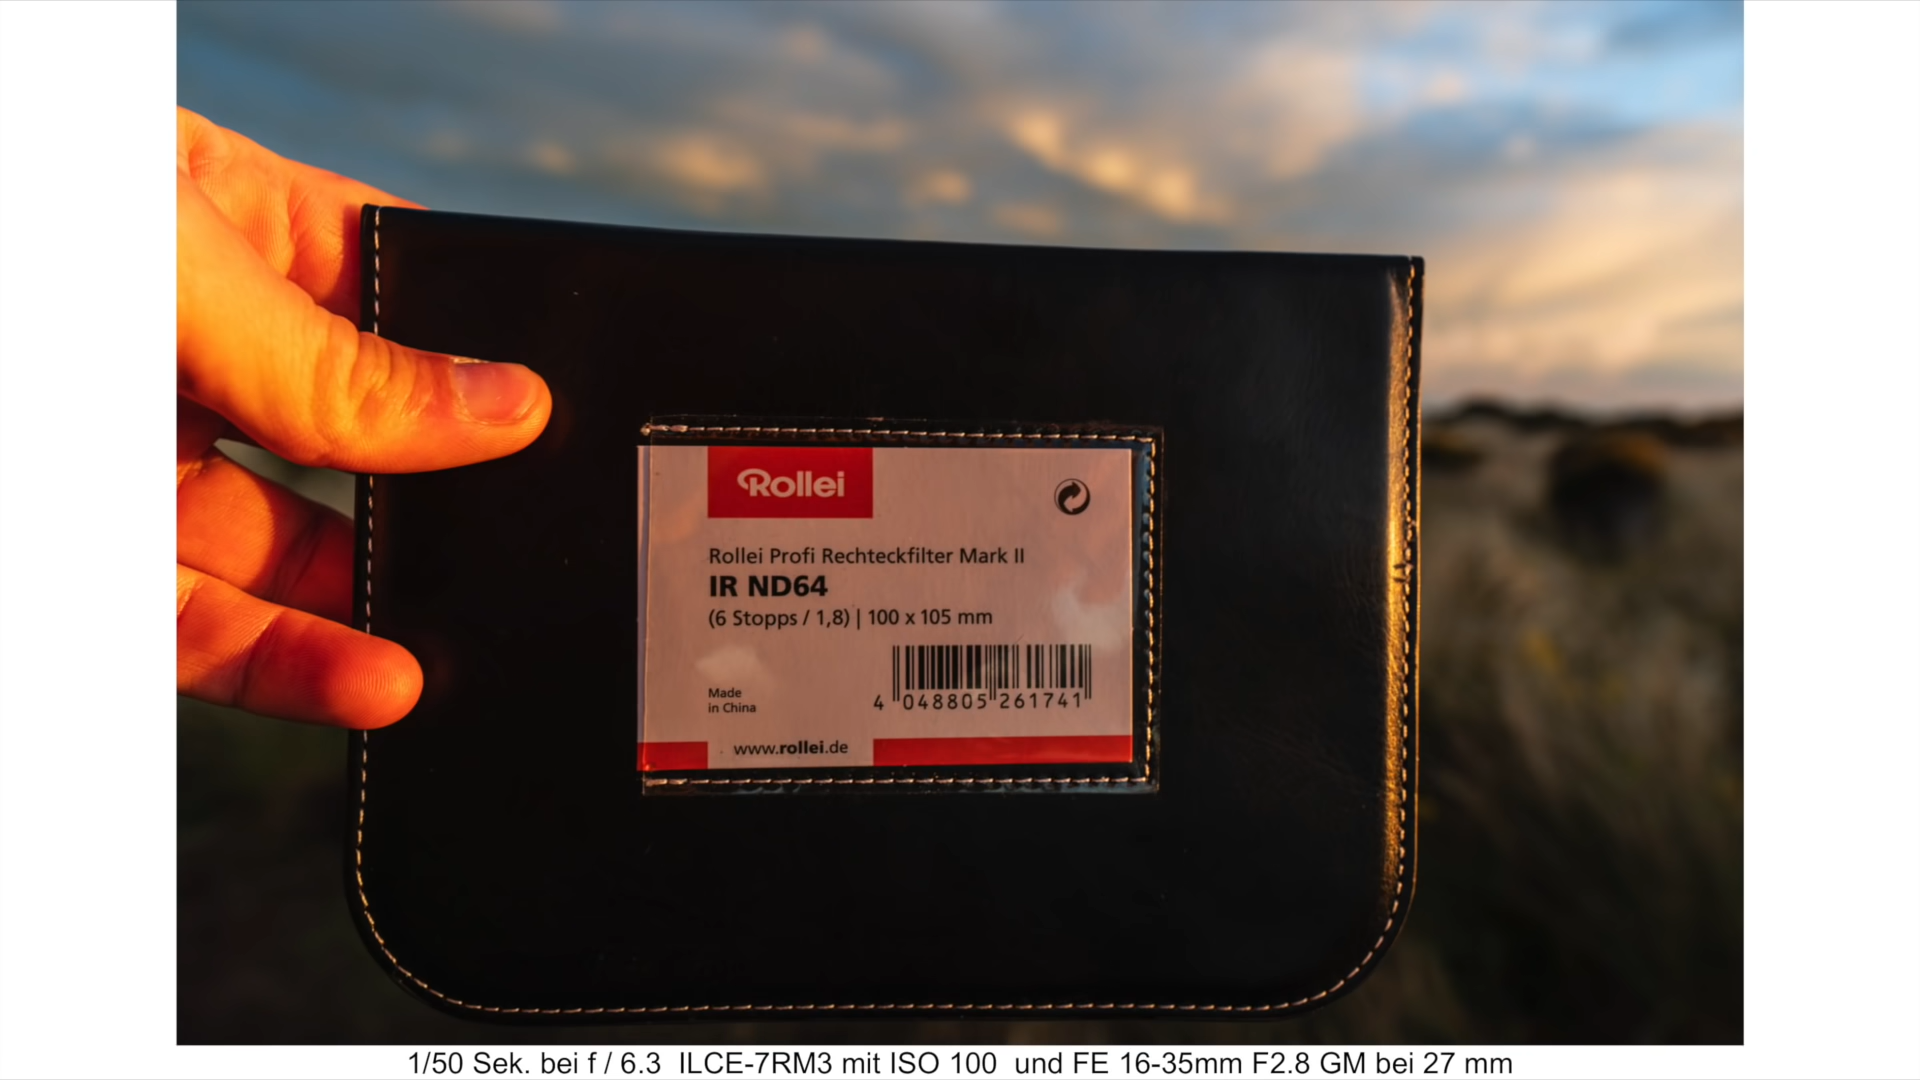 Rollei
Rollei Profi Rechteckfilter Mark II
IR ND64
(6 Stopps / 1,8) | 100 x 105 mm
Made
in China
4 048805 261741
www.rollei.de
1/50 Sek. bei f / 6.3 ILCE-7RM3 mit ISO 100 und FE 16-35mm F2.8 GM bei 27 mm